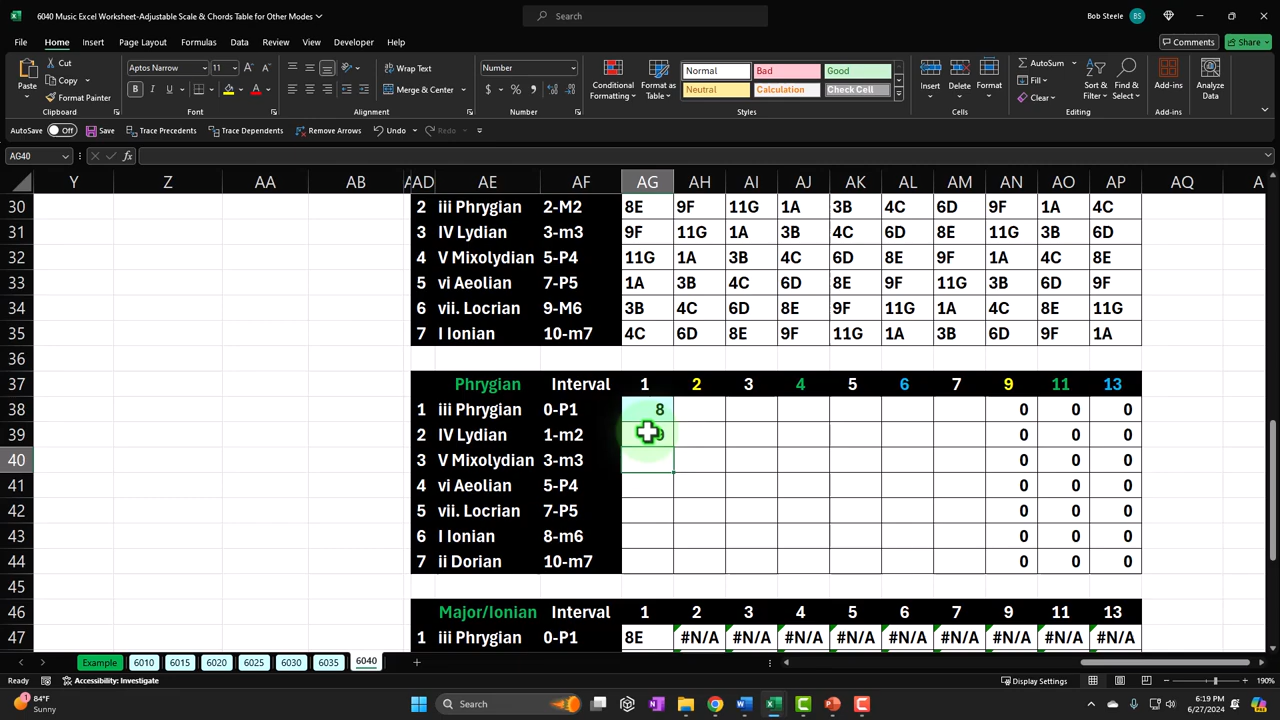 6040 Music Excel Worksheet-Adjustable Scale & Chords Table for Other Modes
Search
Bob Steele BS
File Home Insert Draw Page Layout Formulas Data Review View Developer Help
Comments Share
Paste Cut Copy Format Painter Clipboard
Aptos Narrow 11 Font
Wrap Text Merge & Center Alignment
Number Number
Conditional Formatting Format as Table
Normal Bad Good
Neutral Calculation Check Cell
Styles
Insert Delete Format Cells
AutoSum Fill Clear Sort & Filter Find & Select Editing
Add-ins Add-ins
Analyze Data
AutoSave Off Save Trace Precedents Trace Dependents Remove Arrows Undo Redo
AG40 fx
Y Z AA AB AD AE AF AG AH AI AJ AK AL AM AN AO AP AQ
30 2 iii Phrygian 2-M2 8E 9F 11G 1A 3B 4C 6D 9F 1A 4C
31 3 IV Lydian 3-m3 9F 11G 1A 3B 4C 6D 8E 11G 3B 6D
32 4 V Mixolydian 5-P4 11G 1A 3B 4C 6D 8E 9F 1A 4C 8E
33 5 vi Aeolian 7-P5 1A 3B 4C 6D 8E 9F 11G 3B 6D 9F
34 6 vii. Locrian 9-M6 3B 4C 6D 8E 9F 11G 1A 4C 8E 11G
35 7 I Ionian 10-m7 4C 6D 8E 9F 11G 1A 3B 6D 9F 1A
36
37 Phrygian Interval 1 2 3 4 5 6 7 9 11 13
38 1 iii Phrygian 0-P1 8 0 0 0
39 2 IV Lydian 1-m2 9 0 0 0
40 3 V Mixolydian 3-m3 0 0 0
41 4 vi Aeolian 5-P4 0 0 0
42 5 vii. Locrian 7-P5 0 0 0
43 6 I Ionian 8-m6 0 0 0
44 7 ii Dorian 10-m7 0 0 0
45
46 Major/Ionian Interval 1 2 3 4 5 6 7 9 11 13
47 1 iii Phrygian 0-P1 8E #N/A #N/A #N/A #N/A #N/A #N/A #N/A #N/A #N/A
Example 6010 6015 6020 6025 6030 6035 6040
Ready Accessibility: Investigate Display Settings 190%
84°F
Sunny
Search
6:19 PM
6/27/2024